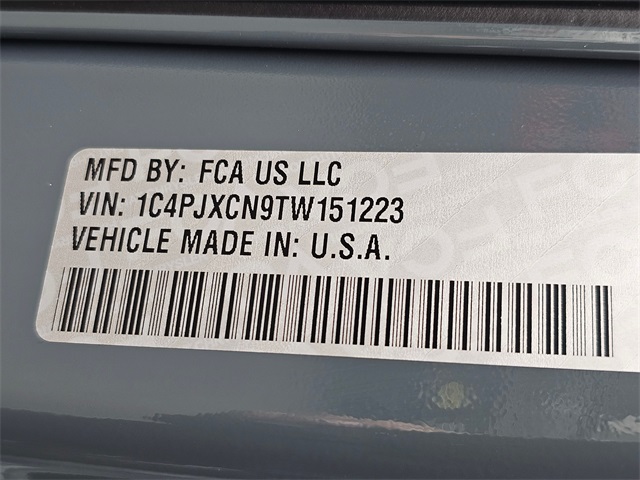 MFD BY: FCA US LLC
VIN: 1C4PJXCN9TW151223
VEHICLE MADE IN: U.S.A.